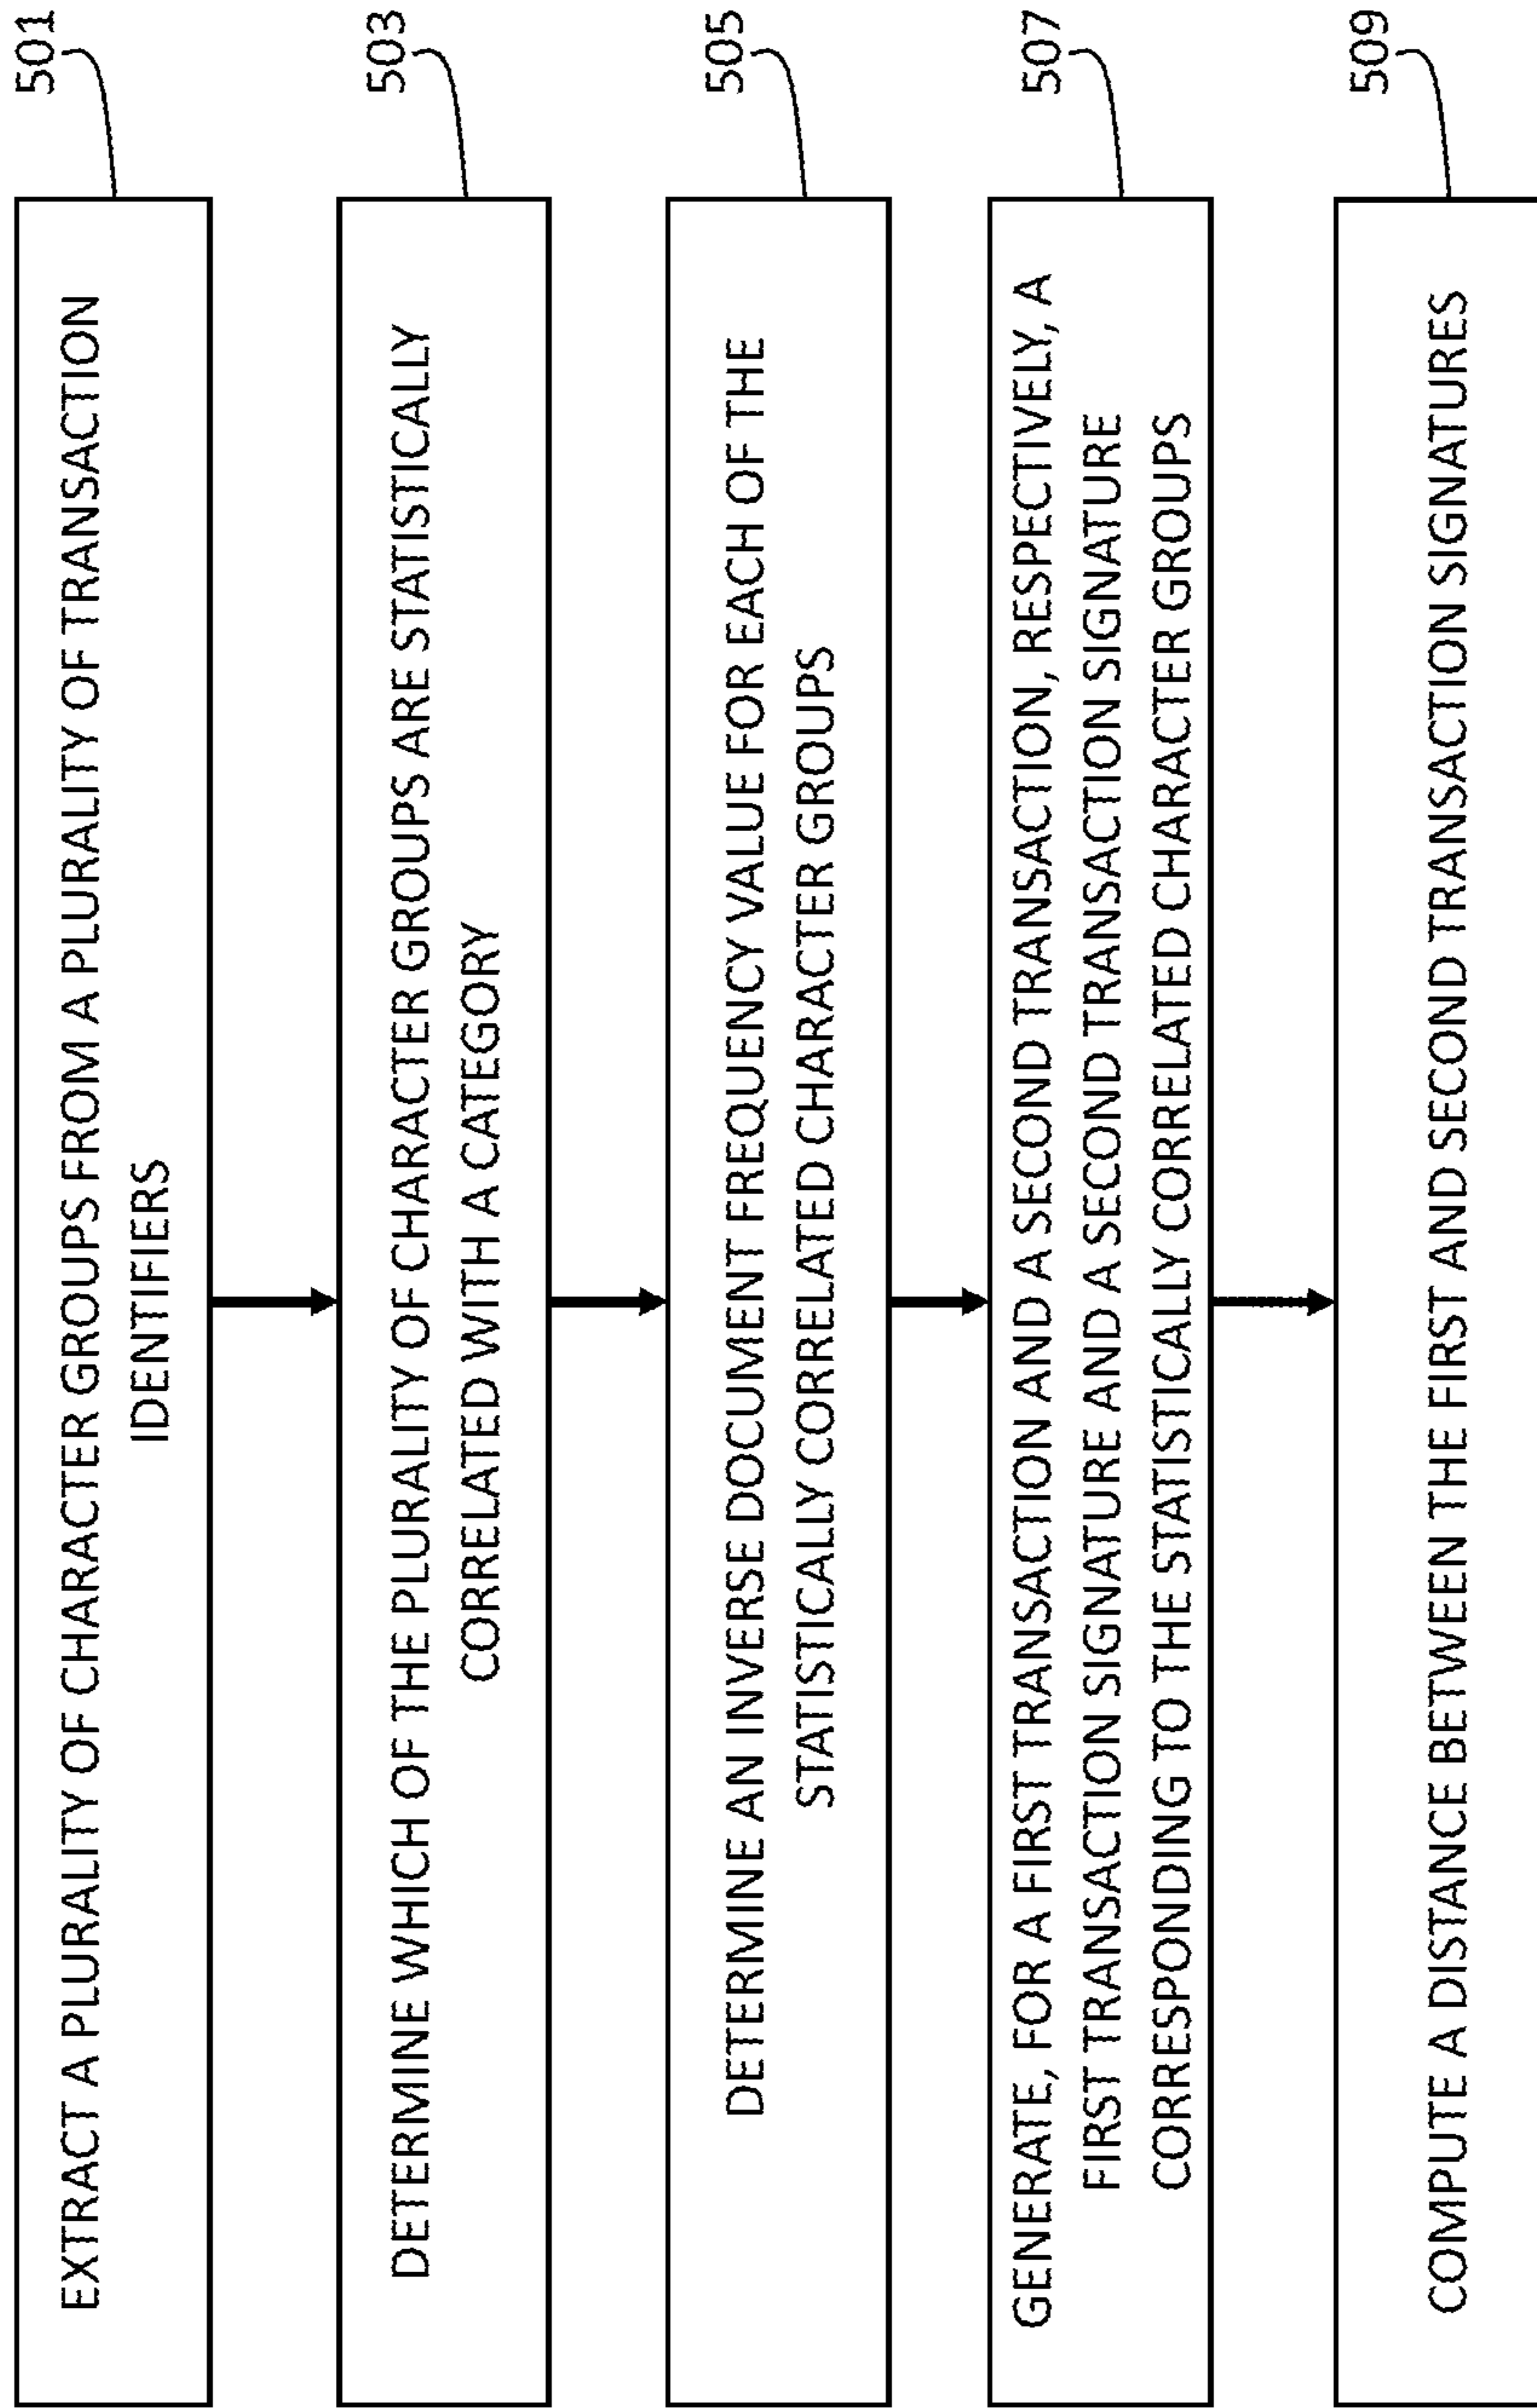 501
EXTRACT A PLURALITY OF CHARACTER GROUPS FROM A PLURALITY OF TRANSACTION
IDENTIFIERS
503
DETERMINE WHICH OF THE PLURALITY OF CHARACTER GROUPS ARE STATISTICALLY
CORRELATED WITH A CATEGORY
505
DETERMINE AN INVERSE DOCUMENT FREQUENCY VALUE FOR EACH OF THE
STATISTICALLY CORRELATED CHARACTER GROUPS
507
GENERATE, FOR A FIRST TRANSACTION AND A SECOND TRANSACTION, RESPECTIVELY, A
FIRST TRANSACTION SIGNATURE AND A SECOND TRANSACTION SIGNATURE
CORRESPONDING TO THE STATISTICALLY CORRELATED CHARACTER GROUPS
509
COMPUTE A DISTANCE BETWEEN THE FIRST AND SECOND TRANSACTION SIGNATURES